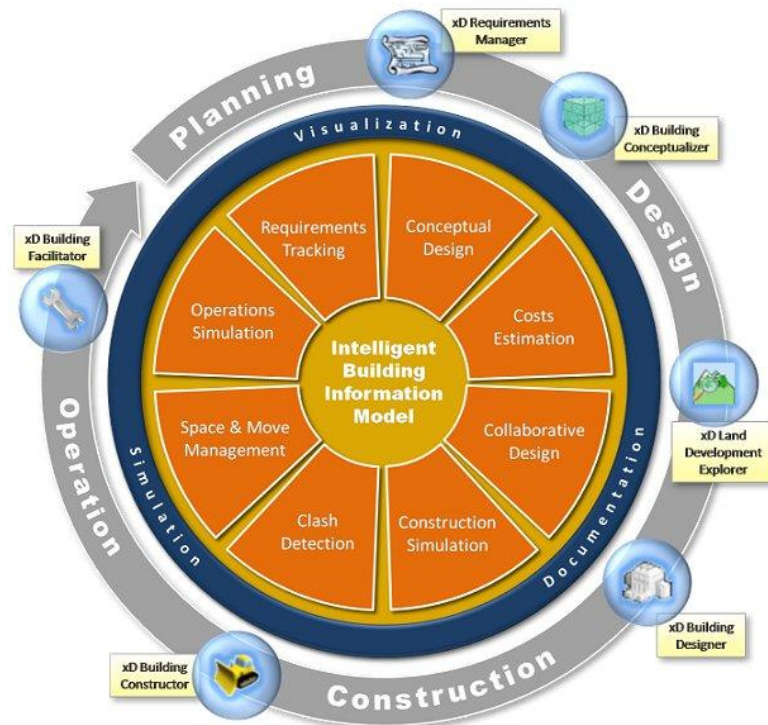 xD Requirements
Manager
Planning
Visualization
xD Building
Conceptualizer
Design
xD Building
Facilitator
Requirements
Tracking
Conceptual
Design
Operations
Simulation
Costs
Estimation
Intelligent
Building
Information
Model
Space & Move
Management
Collaborative
Design
xD Land
Development
Explorer
Operation
Simulation
Clash
Detection
Construction
Simulation
Documentation
xD Building
Designer
xD Building
Constructor
Construction